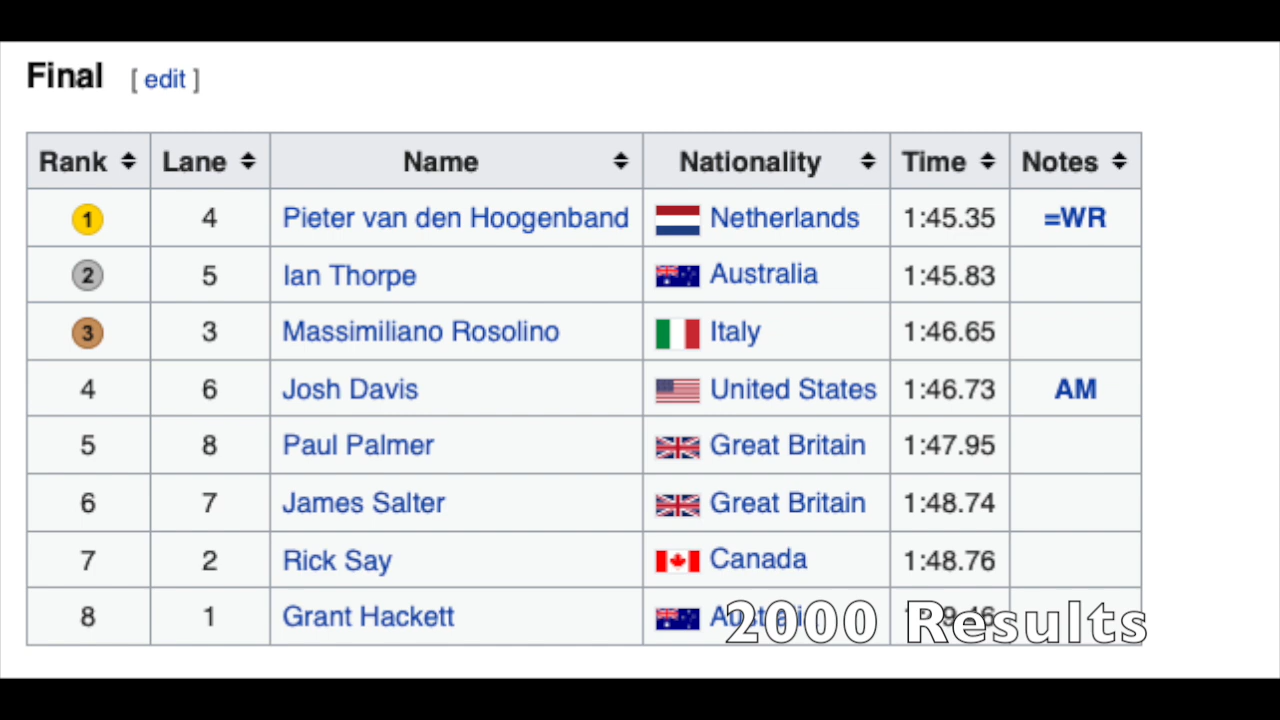 Final [ edit ]
Rank Lane Name Nationality Time Notes
1 4 Pieter van den Hoogenband Netherlands 1:45.35 =WR
2 5 Ian Thorpe Australia 1:45.83
3 3 Massimiliano Rosolino Italy 1:46.65
4 6 Josh Davis United States 1:46.73 AM
5 8 Paul Palmer Great Britain 1:47.95
6 7 James Salter Great Britain 1:48.74
7 2 Rick Say Canada 1:48.76
8 1 Grant Hackett
2000 Results